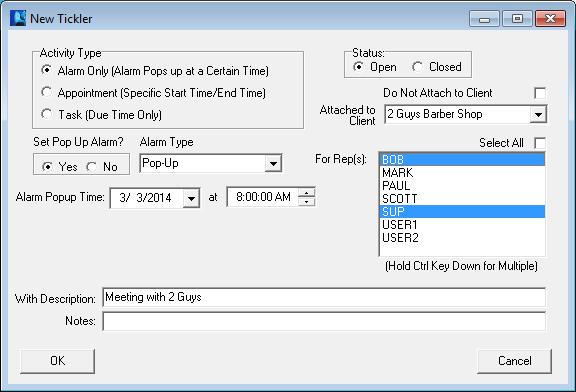 New Tickler
Activity Type
Alarm Only (Alarm Pops up at a Certain Time)
Appointment (Specific Start Time/End Time)
Task (Due Time Only)
Status:
Open Closed
Do Not Attach to Client
Attached to Client 2 Guys Barber Shop
Set Pop Up Alarm? Alarm Type
Yes No Pop-Up
Alarm Popup Time: 3/ 3/2014 at 8:00:00 AM
Select All
For Rep(s): BOB
MARK
PAUL
SCOTT
SUP
USER1
USER2
(Hold Ctrl Key Down for Multiple)
With Description: Meeting with 2 Guys
Notes:
OK Cancel